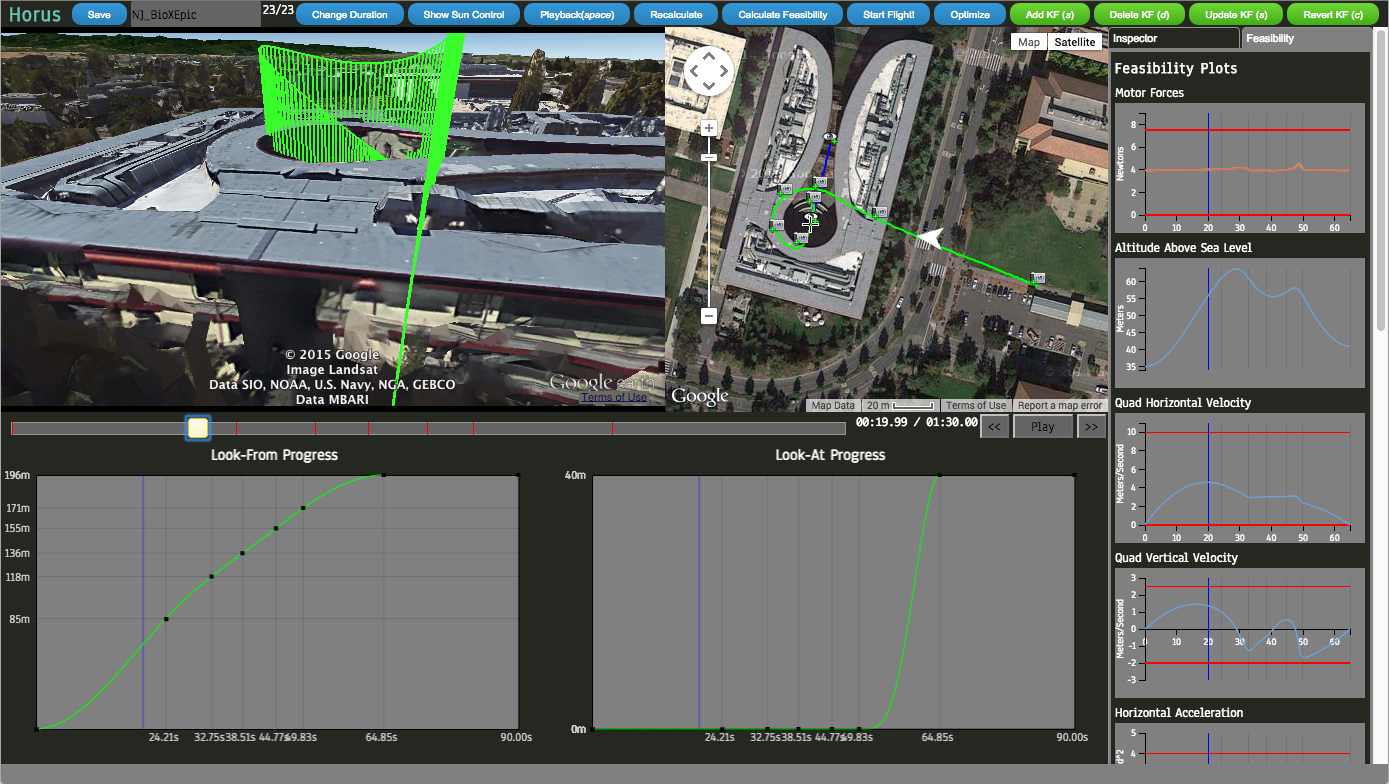 Horus Save NJ_BioXEpic 23/23 Change Duration Show Sun Control Playback(space) Recalculate Calculate Feasibility Start Flight! Optimize Add KF (s) Delete KF (d) Update KF (s) Revert KF (c)
© 2015 Google
Image Landsat
Data SIO, NOAA, U.S. Navy, NGA, GEBCO
Data MBARI
Google earth
Terms of Use
Map Satellite
Google
Map Data 20 m Terms of Use Report a map error
00:19.99 / 01:30.00 << Play >>
Look-From Progress
196m
171m
155m
136m
118m
85m
24.21s 32.75s 38.51s 44.77s 49.83s 64.85s 90.00s
Look-At Progress
40m
0m
24.21s 32.75s 38.51s 44.77s 49.83s 64.85s 90.00s
Inspector Feasibility
Feasibility Plots
Motor Forces
Newtons
8
6
4
2
0
0 10 20 30 40 50 60
Altitude Above Sea Level
Meters
60
55
50
45
40
35
Quad Horizontal Velocity
Meters/Second
10
8
6
4
2
0
0 10 20 30 40 50 60
Quad Vertical Velocity
Meters/Second
3
2
1
0
-1
-2
-3
0 10 20 30 40 50 60
Horizontal Acceleration
5
4
d^2